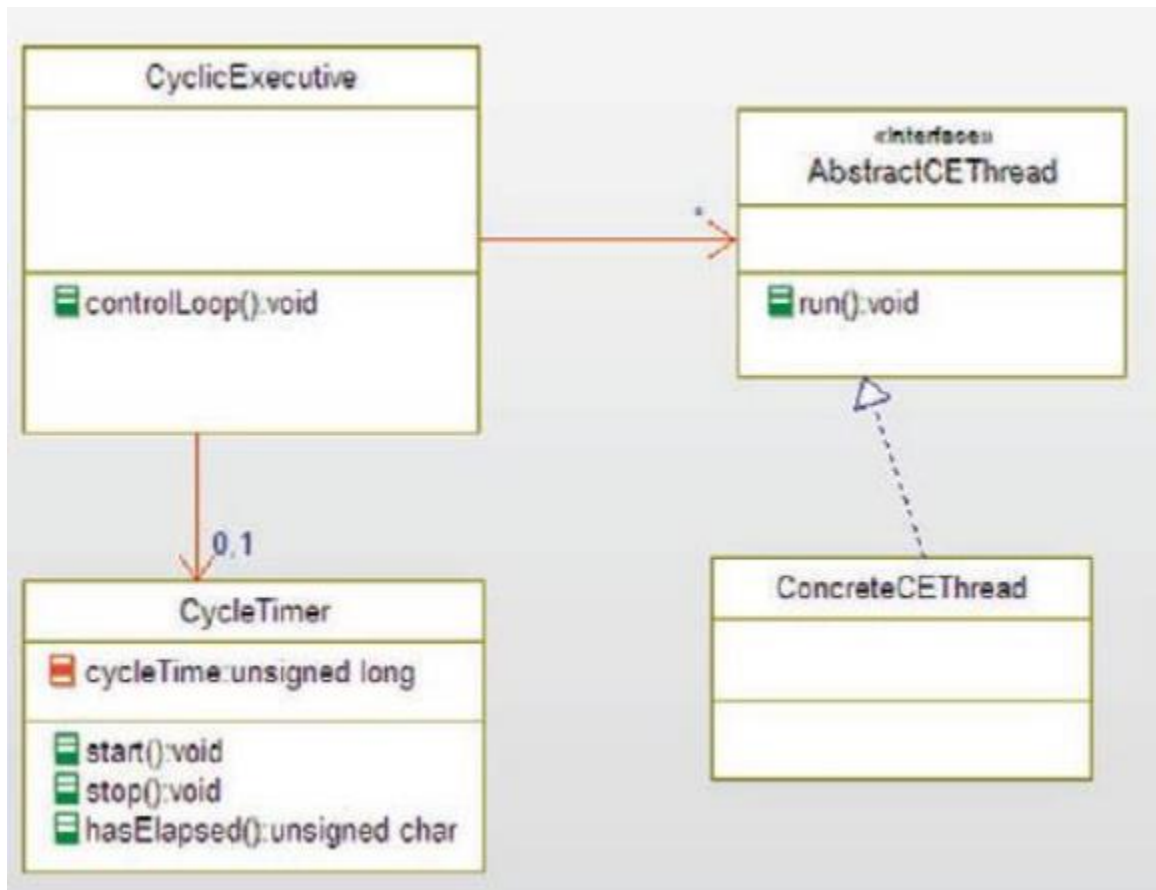 CyclicExecutive
controlLoop():void
*
«interface»
AbstractCEThread
run():void
0,1
CycleTimer
cycleTime:unsigned long
start():void
stop():void
hasElapsed():unsigned char
ConcreteCEThread